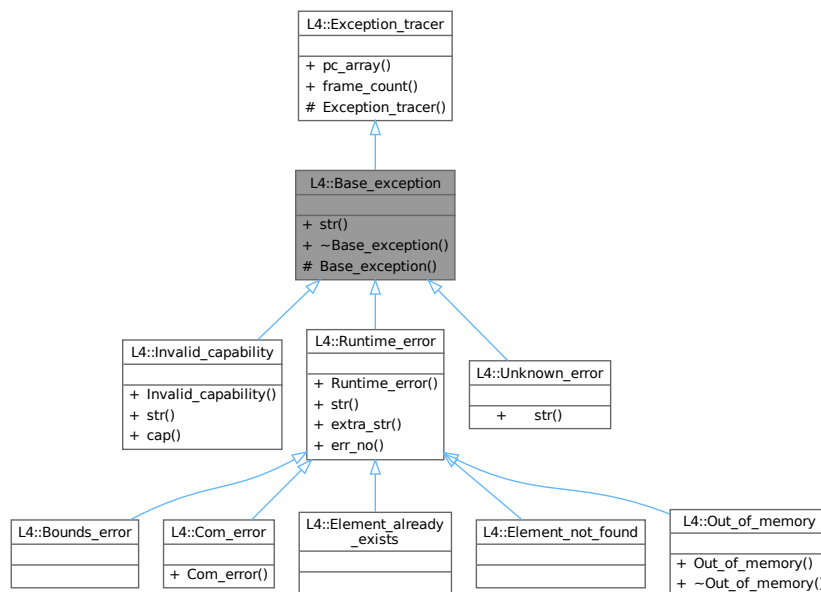 L4::Exception_tracer
+ pc_array()
+ frame_count()
# Exception_tracer()
L4::Base_exception
+ str()
+ ~Base_exception()
# Base_exception()
L4::Invalid_capability
+ Invalid_capability()
+ str()
+ cap()
L4::Runtime_error
+ Runtime_error()
+ str()
+ extra_str()
+ err_no()
L4::Unknown_error
+ str()
L4::Bounds_error
L4::Com_error
+ Com_error()
L4::Element_already
_exists
L4::Element_not_found
L4::Out_of_memory
+ Out_of_memory()
+ ~Out_of_memory()